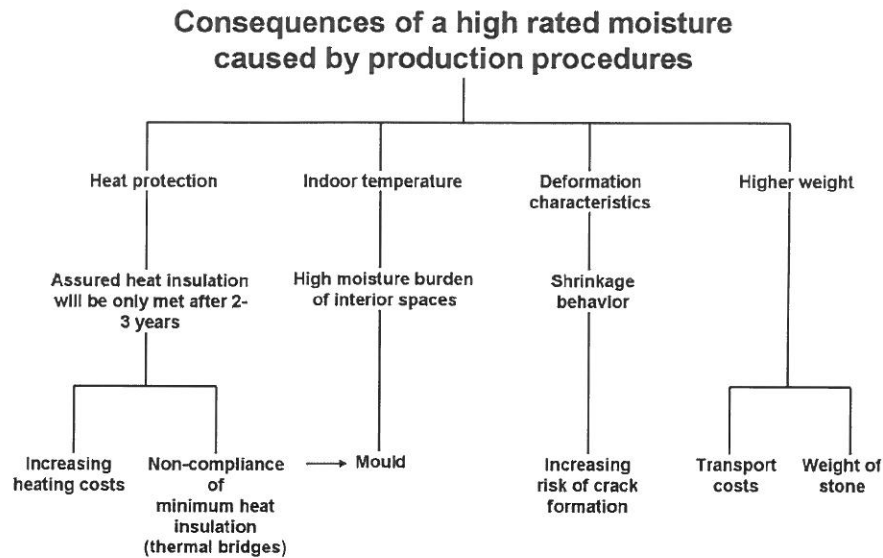 Consequences of a high rated moisture
caused by production procedures
Heat protection
Indoor temperature
Deformation
characteristics
Higher weight
Assured heat insulation
will be only met after 2-
3 years
High moisture burden
of interior spaces
Shrinkage
behavior
Increasing
heating costs
Non-compliance
of
minimum heat
insulation
(thermal bridges)
Mould
Increasing
risk of crack
formation
Transport
costs
Weight of
stone